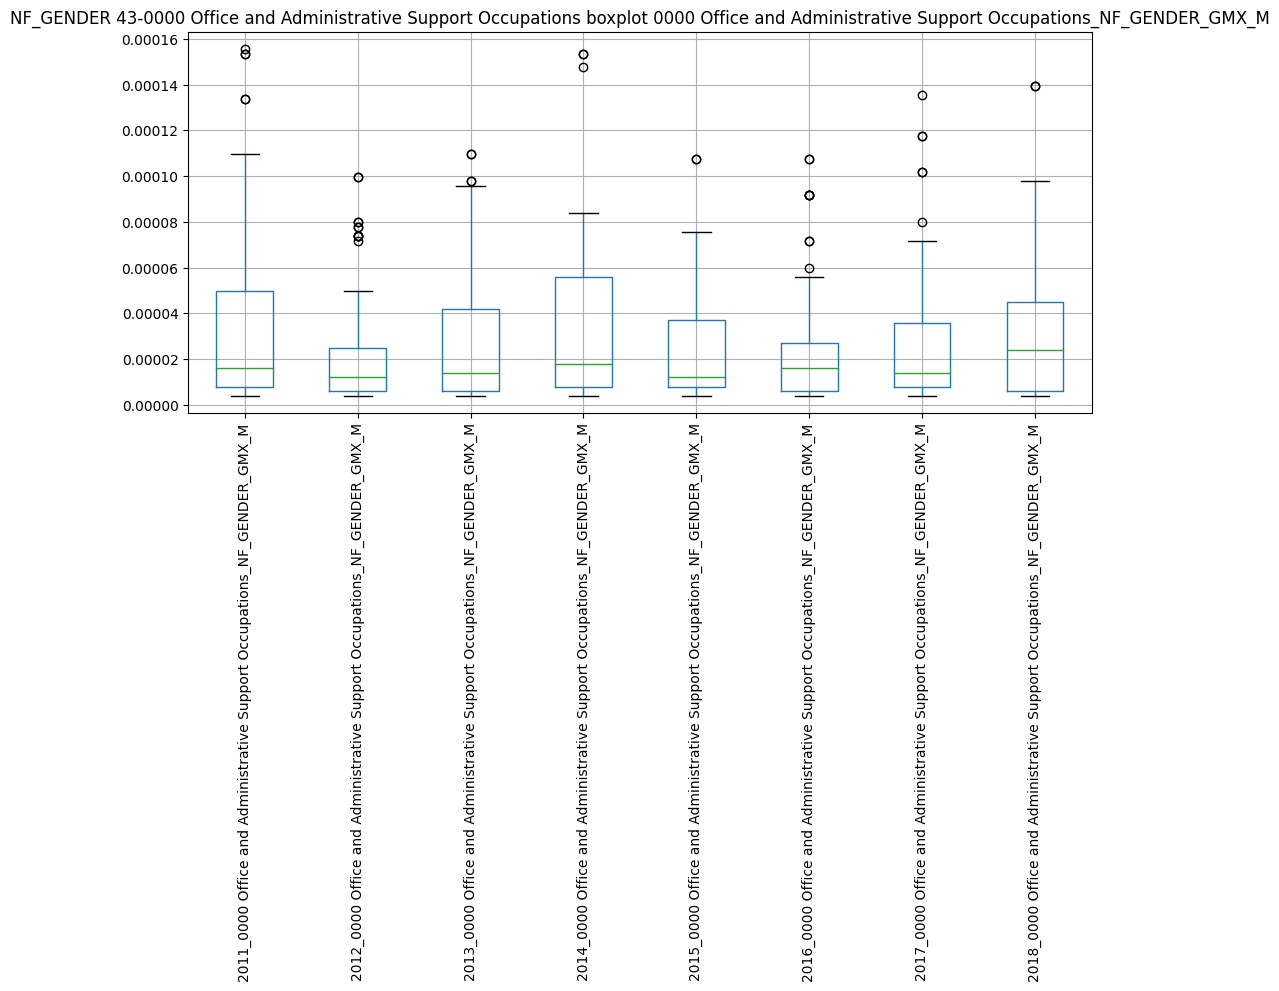 NF_GENDER 43-0000 Office and Administrative Support Occupations boxplot 0000 Office and Administrative Support Occupations_NF_GENDER_GMX_M
0.00016
0.00014
0.00012
0.00010
0.00008
0.00006
0.00004
0.00002
0.00000
2011_0000 Office and Administrative Support Occupations_NF_GENDER_GMX_M
2012_0000 Office and Administrative Support Occupations_NF_GENDER_GMX_M
2013_0000 Office and Administrative Support Occupations_NF_GENDER_GMX_M
2014_0000 Office and Administrative Support Occupations_NF_GENDER_GMX_M
2015_0000 Office and Administrative Support Occupations_NF_GENDER_GMX_M
2016_0000 Office and Administrative Support Occupations_NF_GENDER_GMX_M
2017_0000 Office and Administrative Support Occupations_NF_GENDER_GMX_M
2018_0000 Office and Administrative Support Occupations_NF_GENDER_GMX_M